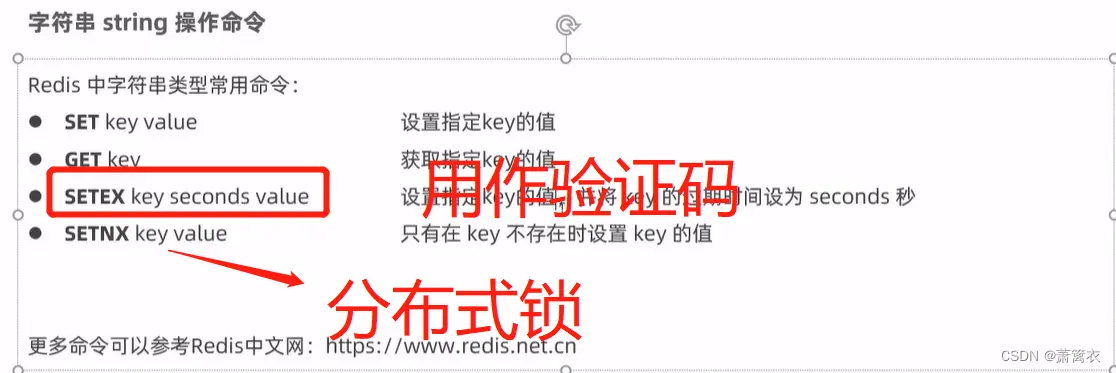 字符串 string 操作命令
Redis 中字符串类型常用命令：
● SET key value 设置指定key的值
● GET key 获取指定key的值
● SETEX key seconds value 设置指定key的值，并将 key 的过期时间设为 seconds 秒
用作验证码
● SETNX key value 只有在 key 不存在时设置 key 的值
分布式锁
更多命令可以参考Redis中文网：https://www.redis.net.cn
CSDN @萧篱衣